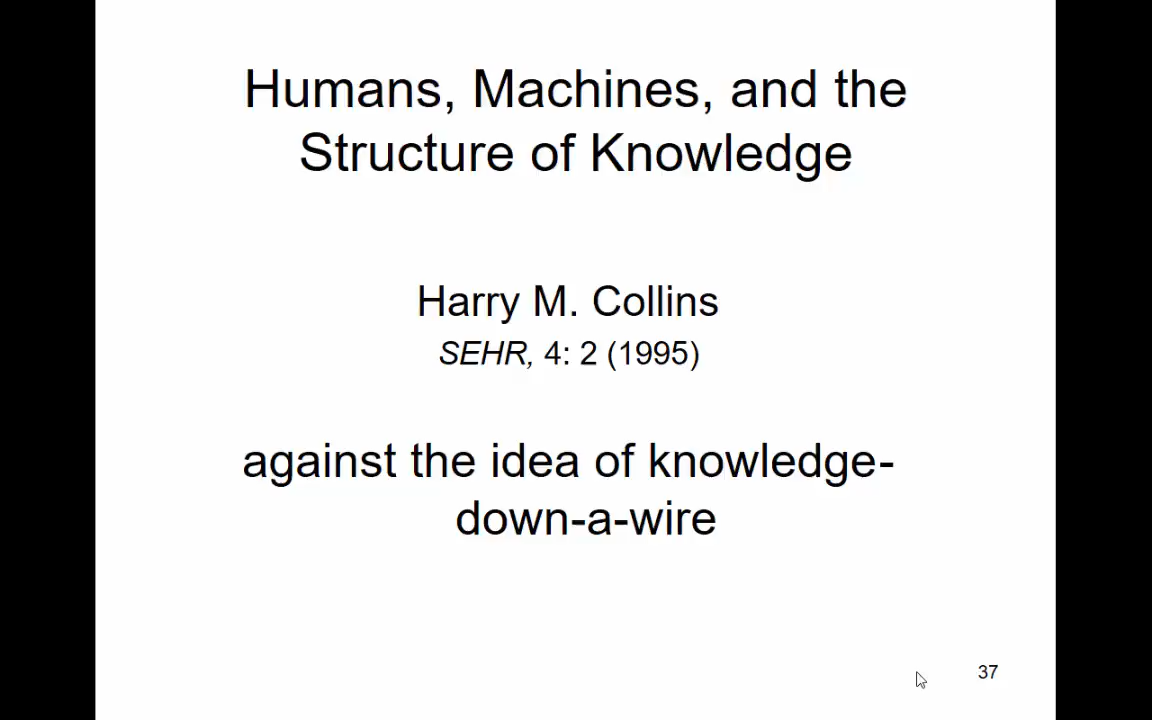 Humans, Machines, and the
Structure of Knowledge
Harry M. Collins
SEHR, 4: 2 (1995)
against the idea of knowledge-
down-a-wire
37